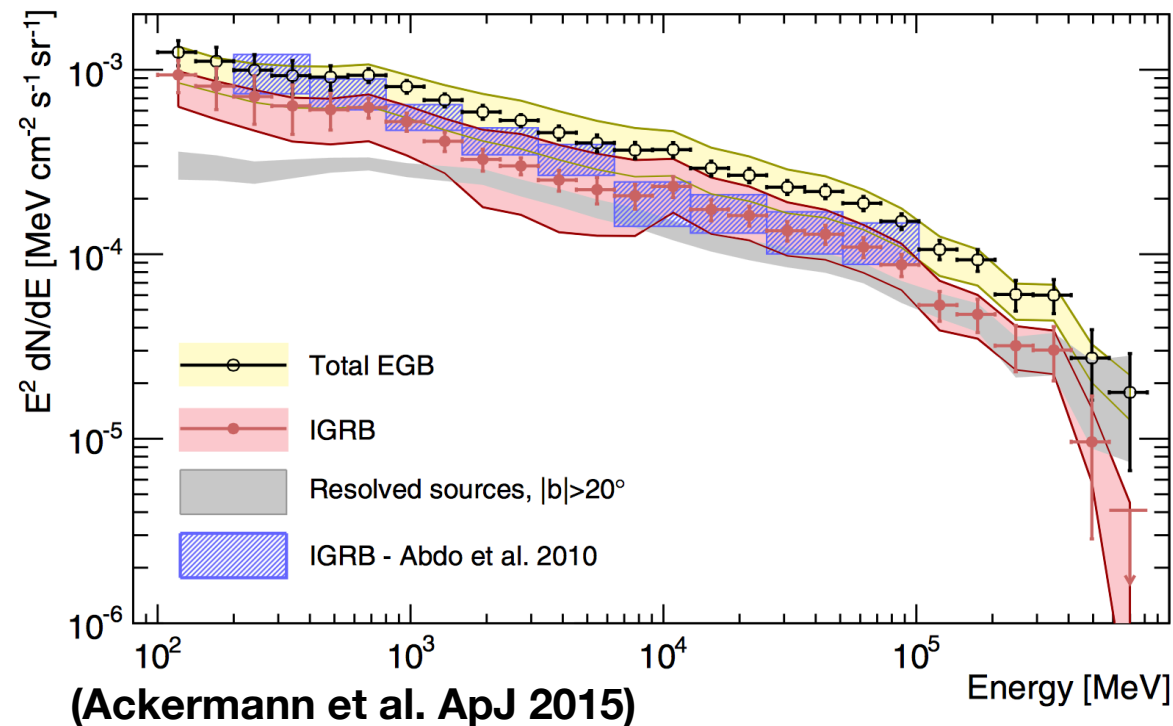 E² dN/dE [MeV cm⁻² s⁻¹ sr⁻¹]
10⁻³
10⁻⁴
10⁻⁵
10⁻⁶
Total EGB
IGRB
Resolved sources, |b|>20°
IGRB - Abdo et al. 2010
10² 10³ 10⁴ 10⁵
Energy [MeV]
(Ackermann et al. ApJ 2015)